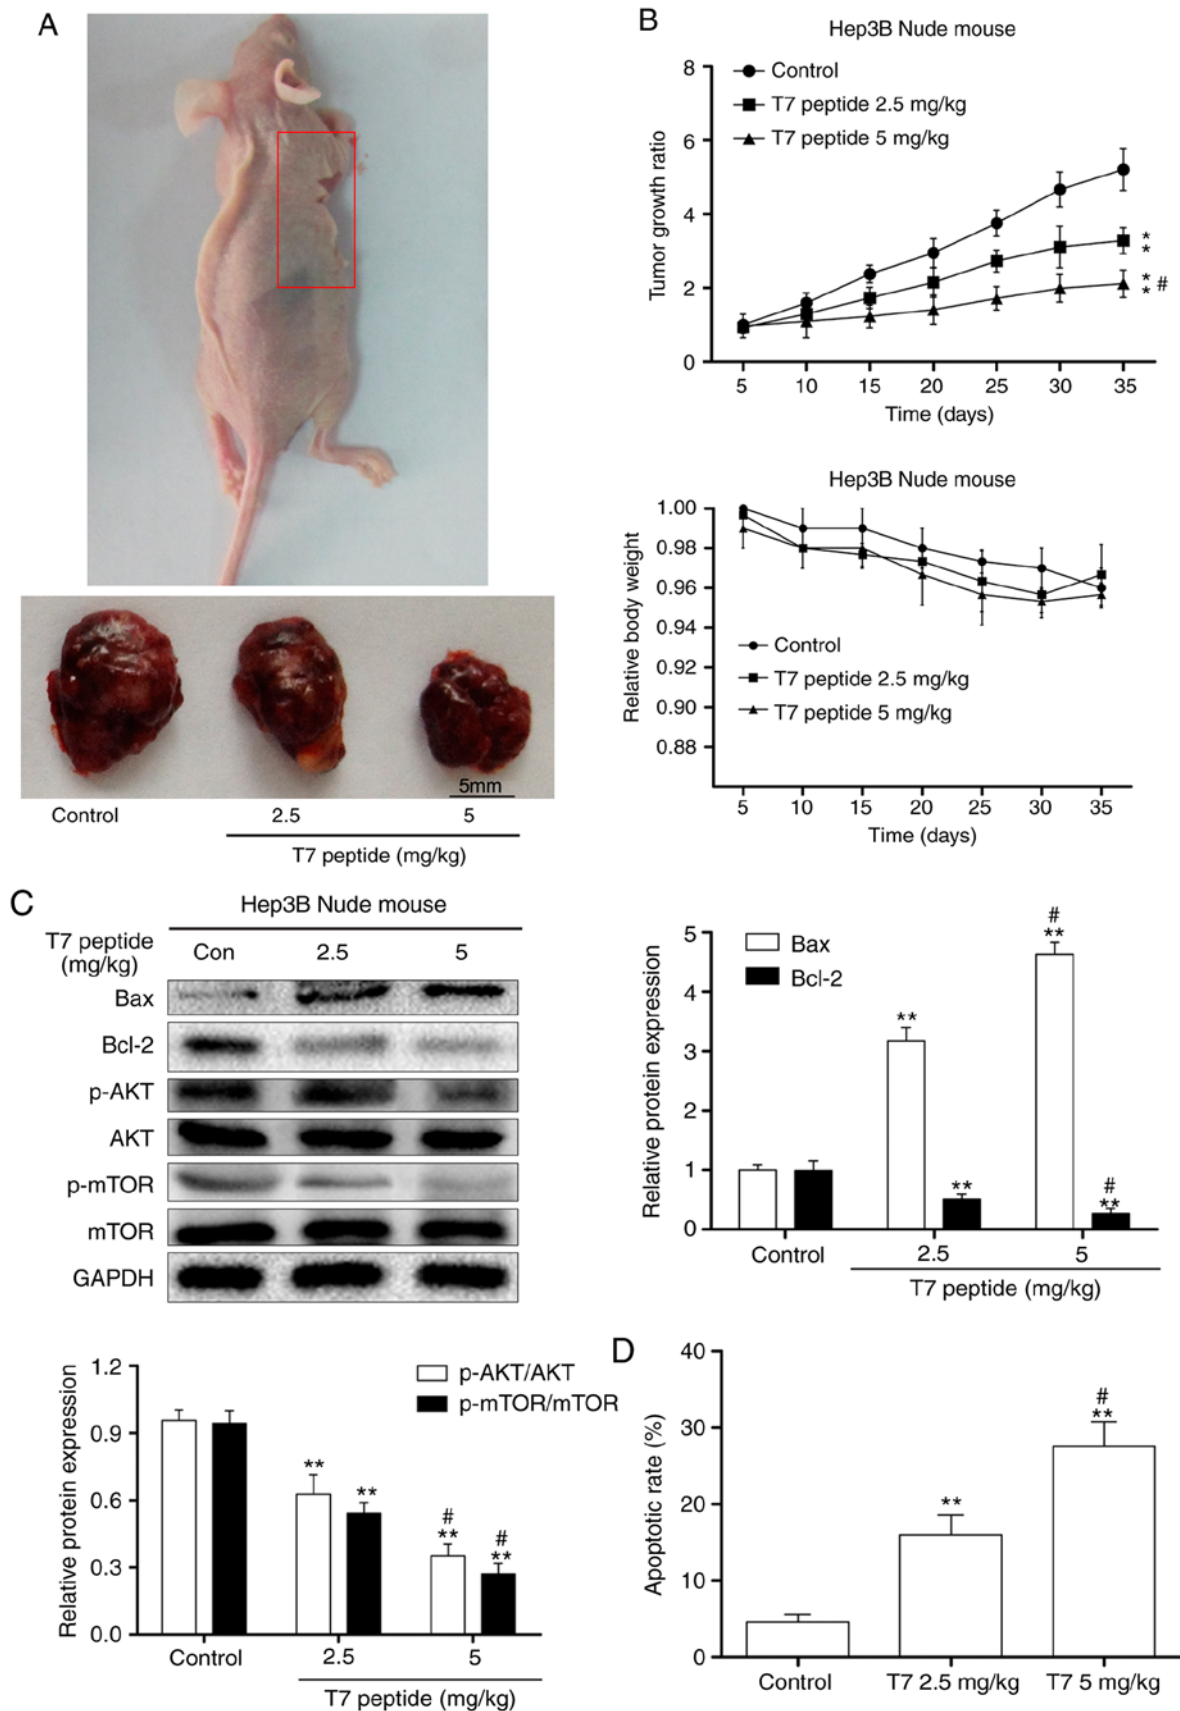 A
5mm
Control
2.5
5
T7 peptide (mg/kg)
B
Hep3B Nude mouse
Control
T7 peptide 2.5 mg/kg
T7 peptide 5 mg/kg
Tumor growth ratio
8
6
4
2
0
**
** #
5 10 15 20 25 30 35
Time (days)
Hep3B Nude mouse
Relative body weight
1.00
0.98
0.96
0.94
0.92
0.90
0.88
Control
T7 peptide 2.5 mg/kg
T7 peptide 5 mg/kg
5 10 15 20 25 30 35
Time (days)
C
Hep3B Nude mouse
T7 peptide
(mg/kg)
Con 2.5 5
Bax
Bcl-2
p-AKT
AKT
p-mTOR
mTOR
GAPDH
Relative protein expression
5
4
3
2
1
0
Bax
Bcl-2
**
**
#
**
#
**
Control 2.5 5
T7 peptide (mg/kg)
Relative protein expression
1.2
0.9
0.6
0.3
0.0
p-AKT/AKT
p-mTOR/mTOR
**
**
#
**
#
**
Control 2.5 5
T7 peptide (mg/kg)
D
Apoptotic rate (%)
40
30
20
10
0
**
#
**
Control T7 2.5 mg/kg T7 5 mg/kg